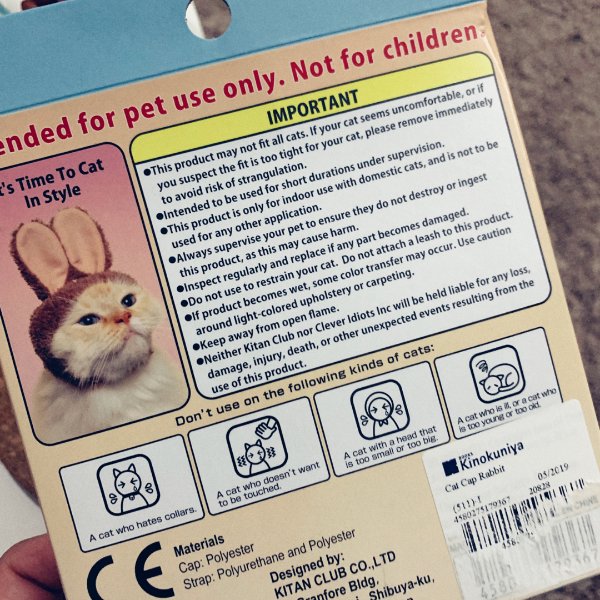 ended for pet use only. Not for children.
IMPORTANT
●This product may not fit all cats. If your cat seems uncomfortable, or if
you suspect the fit is too tight for your cat, please remove immediately
to avoid risk of strangulation.
●Intended to be used for short durations under supervision.
●This product is only for indoor use with domestic cats, and is not to be
used for any other application.
●Always supervise your pet to ensure they do not destroy or ingest
this product, as this may cause harm.
●Inspect regularly and replace if any part becomes damaged.
●Do not use to restrain your cat. Do not attach a leash to this product.
●If product becomes wet, some color transfer may occur. Use caution
around light-colored upholstery or carpeting.
●Keep away from open flame.
●Neither Kitan Club nor Clever Idiots Inc will be held liable for any loss,
damage, injury, death, or other unexpected events resulting from the
use of this product.
t's Time To Cat
In Style
Don't use on the following kinds of cats:
A cat who hates collars.
A cat who doesn't want
to be touched.
A cat with a head that
is too small or too big.
A cat who is ill, or a cat who
is too young or too old.
CE
Materials
Cap: Polyester
Strap: Polyurethane and Polyester
Designed by:
KITAN CLUB CO.,LTD
ranfore Bldg,
, Shibuya-ku,
Kinokuniya
Cat Cap Rabbit
(511)-1
05/2019
4580275179367
20828